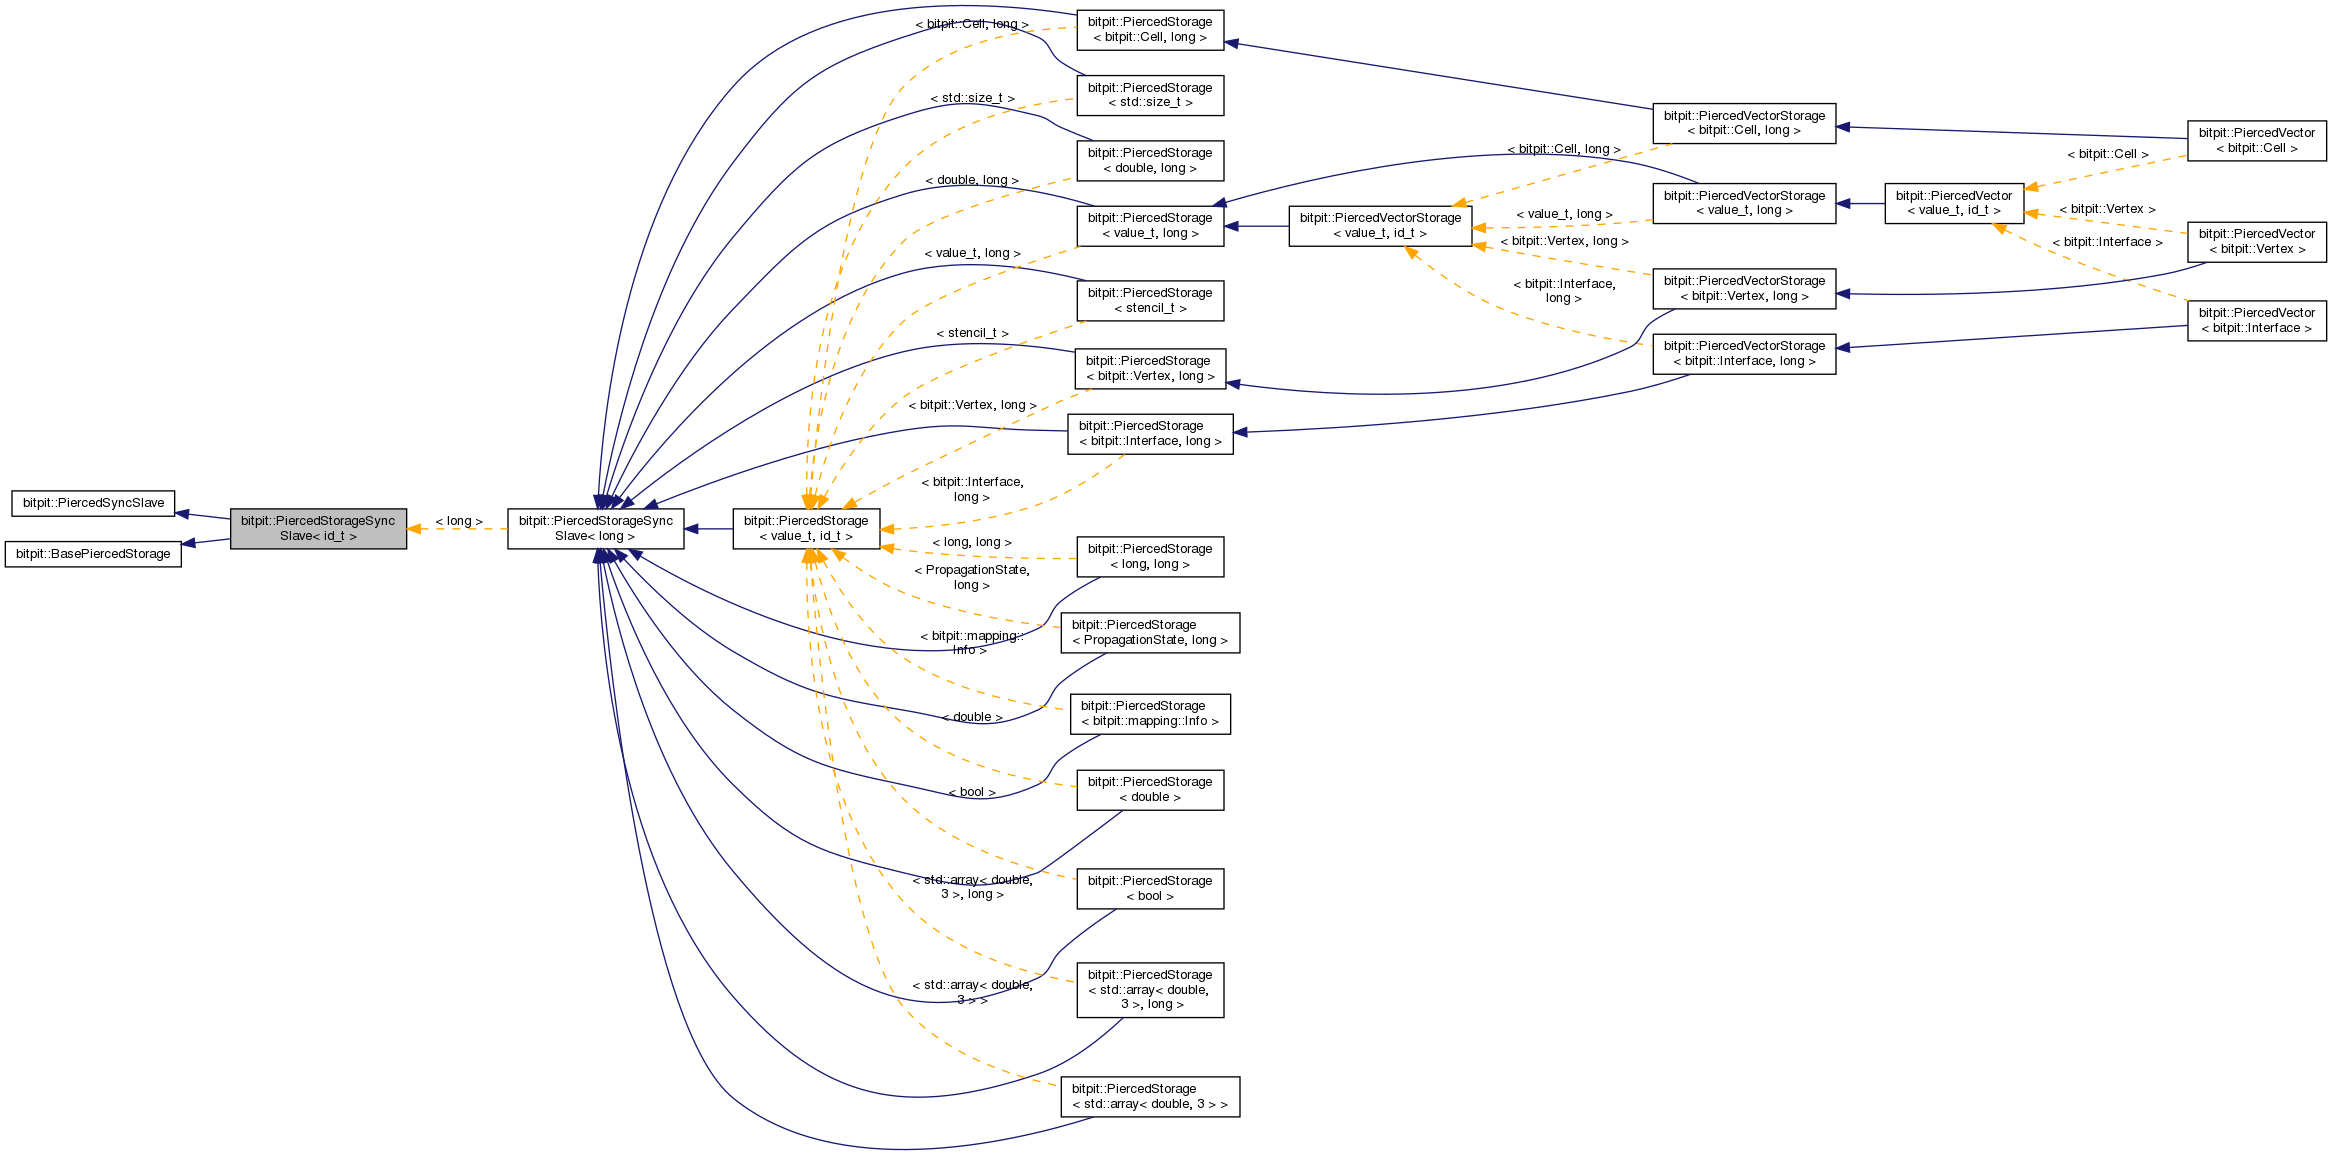 bitpit::PiercedSyncSlave
bitpit::BasePiercedStorage
bitpit::PiercedStorageSync
Slave< id_t >
< long >
bitpit::PiercedStorageSync
Slave< long >
bitpit::PiercedStorage
< value_t, id_t >
< bitpit::Cell, long >
< std::size_t >
< double, long >
< value_t, long >
< stencil_t >
< bitpit::Vertex, long >
< bitpit::Interface,
long >
< long, long >
< PropagationState,
long >
< bitpit::mapping::
Info >
< double >
< bool >
< std::array< double,
3 >, long >
< std::array< double,
3 > >
bitpit::PiercedStorage
< bitpit::Cell, long >
bitpit::PiercedStorage
< std::size_t >
bitpit::PiercedStorage
< double, long >
bitpit::PiercedStorage
< value_t, long >
bitpit::PiercedStorage
< stencil_t >
bitpit::PiercedStorage
< bitpit::Vertex, long >
bitpit::PiercedStorage
< bitpit::Interface, long >
bitpit::PiercedStorage
< long, long >
bitpit::PiercedStorage
< PropagationState, long >
bitpit::PiercedStorage
< bitpit::mapping::Info >
bitpit::PiercedStorage
< double >
bitpit::PiercedStorage
< bool >
bitpit::PiercedStorage
< std::array< double,
3 >, long >
bitpit::PiercedStorage
< std::array< double, 3 > >
bitpit::PiercedVectorStorage
< value_t, id_t >
< bitpit::Cell, long >
< value_t, long >
< bitpit::Vertex, long >
< bitpit::Interface,
long >
bitpit::PiercedVectorStorage
< bitpit::Cell, long >
bitpit::PiercedVectorStorage
< value_t, long >
bitpit::PiercedVectorStorage
< bitpit::Vertex, long >
bitpit::PiercedVectorStorage
< bitpit::Interface, long >
bitpit::PiercedVector
< value_t, id_t >
< bitpit::Cell >
< bitpit::Vertex >
< bitpit::Interface >
bitpit::PiercedVector
< bitpit::Cell >
bitpit::PiercedVector
< bitpit::Vertex >
bitpit::PiercedVector
< bitpit::Interface >